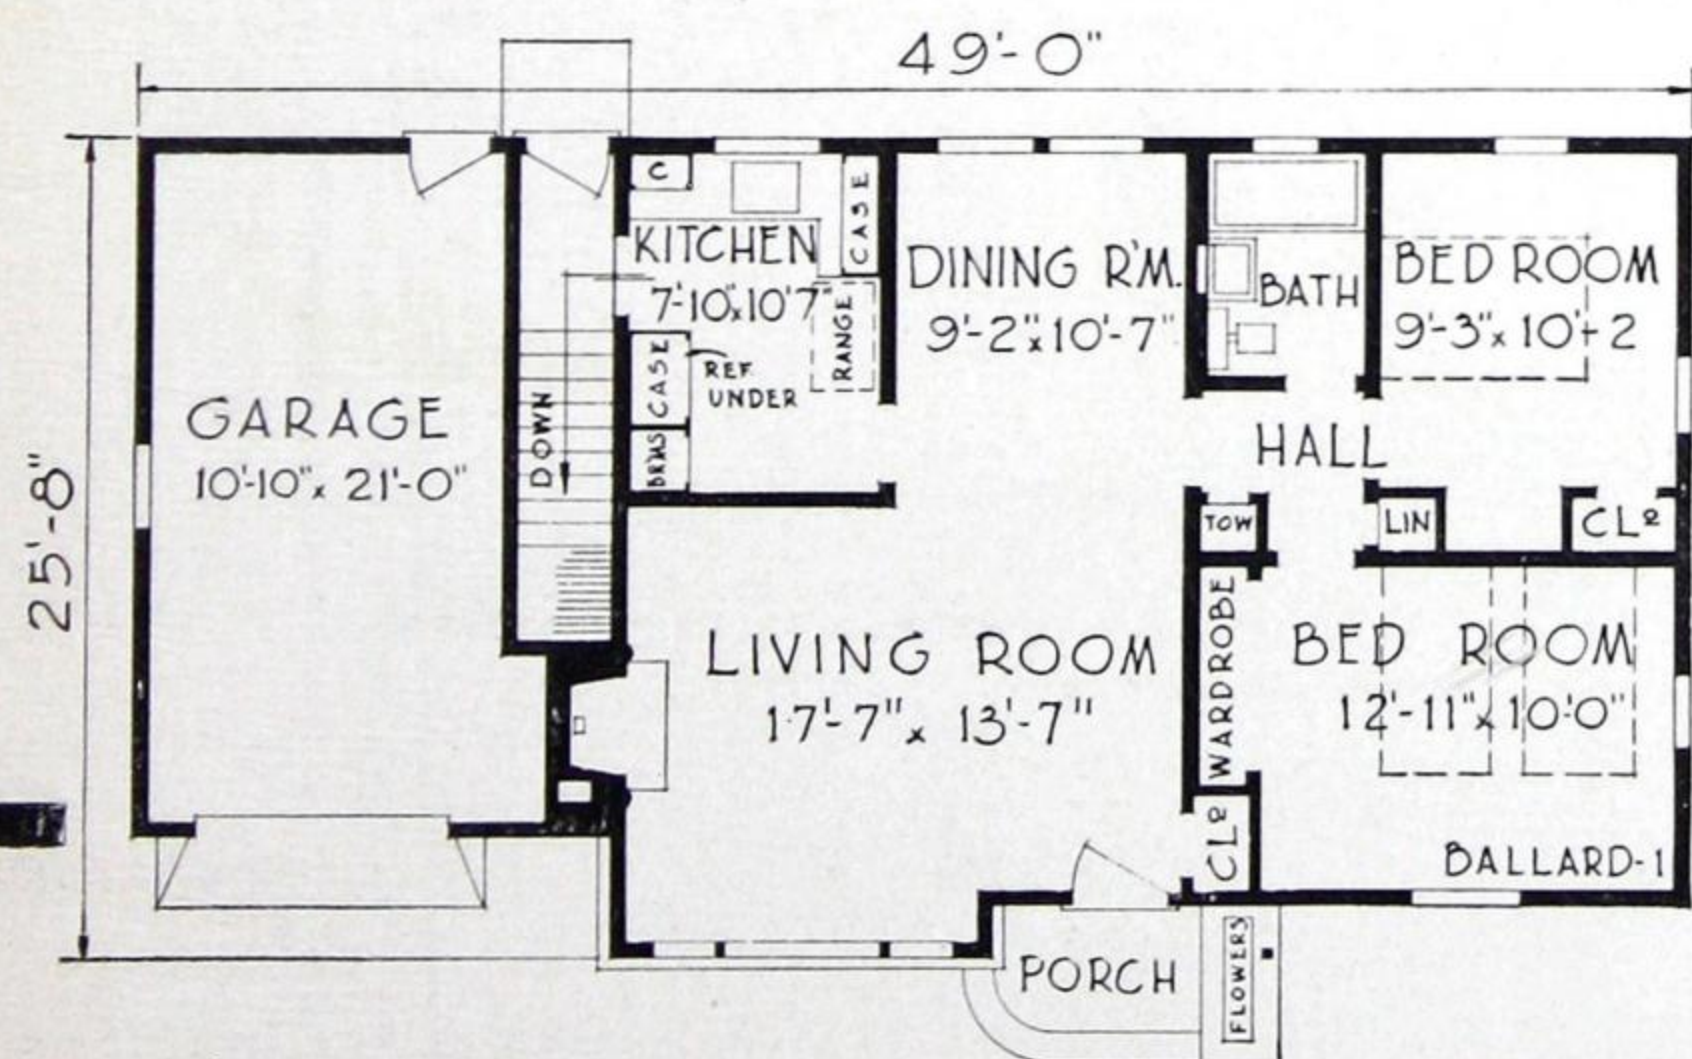 49'-0"
25'-8"
GARAGE
10'-10" x 21'-0"
DOWN
C
CASE
KITCHEN
7'-10" x 10'7"
RANGE
CASE
REF
UNDER
BRMS
DINING R'M.
9'-2" x 10'-7"
BATH
BED ROOM
9'-3" x 10'-2
HALL
TOW
LIN
CLO
LIVING ROOM
17'-7" x 13'-7"
WARDROBE
BED ROOM
12'-11" x 10'-0"
CLO
BALLARD-1
PORCH
FLOWERS